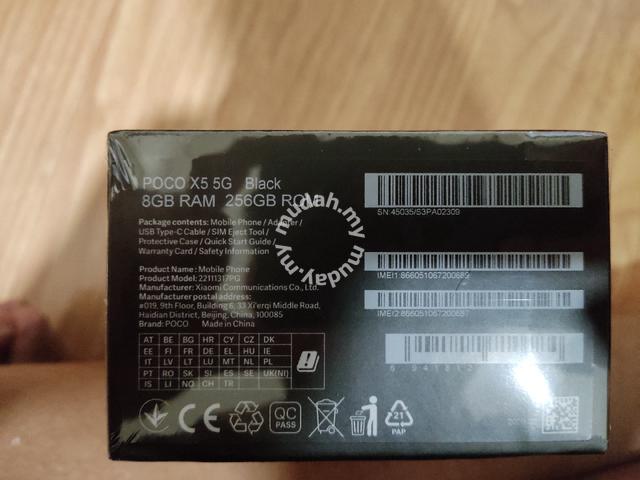 POCO X5 5G Black
8GB RAM 256GB ROM
Package contents: Mobile Phone / Adapter /
USB Type-C Cable / SIM Eject Tool /
Protective Case / Quick Start Guide /
Warranty Card / Safety Information
Product Name: Mobile Phone
Product Model: 22111317PG
Manufacturer: Xiaomi Communications Co., Ltd.
Manufacturer postal address:
#019, 9th Floor, Building 6, 33 Xi'erqi Middle Road,
Haidian District, Beijing, China, 100085
Brand: POCO Made in China
AT BE BG HR CY CZ DK
EE FI FR DE EL HU IE
IT LV LT LU MT NL PL
PT RO SK SI ES SE UK(NI)
IS LI NO CH TR
SN:45035/S3PA02309
IMEI1:866051067200689
IMEI2:866051067200697
6 941812
CE
QC
PASS
21
PAP
mudah.my mudah.my